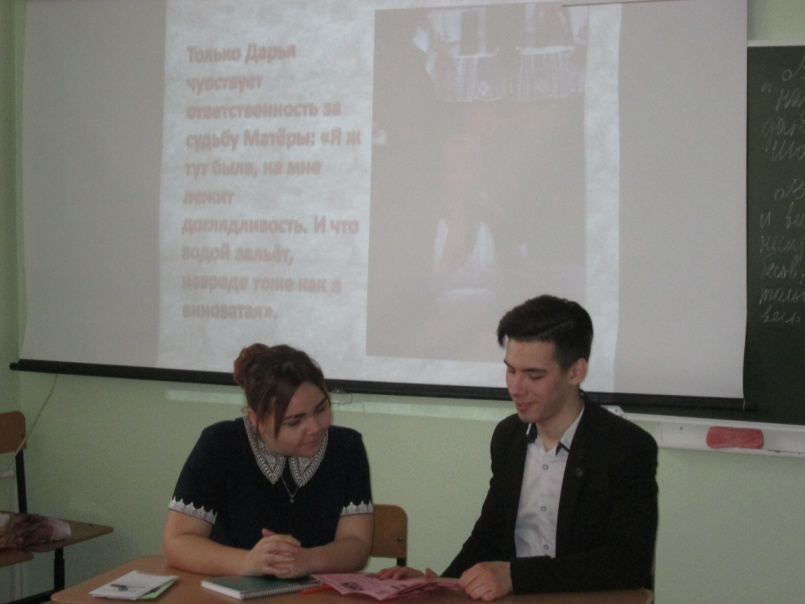 Только Дарья
чувствует
ответственность за
судьбу Матёры: «Я ж
тут была, на мне
лежит
доглядливость. И что
водой зальёт,
навроде тоже как я
виноватая».